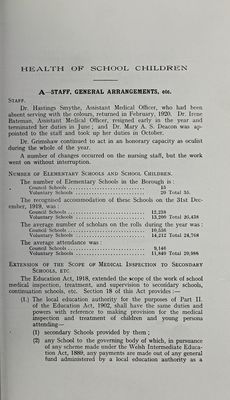 HEALTH OF SCHOOL CHILDREN
A—STAFF, GENERAL ARRANGEMENTS, etc.
STAFF.
Dr. Hastings Smythe, Assistant Medical Officer, who had been
absent serving with the colours, returned in February, 1920. Dr. Irene
Bateman, Assistant Medical Officer, resigned early in the year and
terminated her duties in June; and Dr. Mary A. S. Deacon was ap-
pointed to the staff and took up her duties in October.
Dr. Grimshaw continued to act in an honorary capacity as oculist
during the whole of the year.
A number of changes occurred on the nursing staff, but the work
went on without interruption.
NUMBER OF ELEMENTARY SCHOOLS AND SCHOOL CHILDREN.
The number of Elementary Schools in the Borough is:
Council Schools ........................ 15
Voluntary Schools ........................ 20 Total 35.
The recognised accommodation of these Schools on the 31st Dec-
ember, 1919, was:
Council Schools ........................ 12,238
Voluntary Schools ........................ 13,200 Total 26,438
The average number of scholars on the rolls during the year was:
Council Schools ........................ 10,556
Voluntary Schools ........................ 14,212 Total 24,768
The average attendance was:
Council Schools ........................ 9,146
Voluntary Schools ........................ 11,840 Total 20,986
EXTENSION OF THE SCOPE OF MEDICAL INSPECTION TO SECONDARY
SCHOOLS, ETC
The Education Act, 1918, extended the scope of the work of school
medical inspection, treatment, and supervision to secondary schools,
continuation schools, etc. Section 18 of this Act provides:—
(1.) The local education authority for the purposes of Part II.
of the Education Act, 1902, shall have the same duties and
powers with reference to making provision for the medical
inspection and treatment of children and young persons
attending—
(1) secondary Schools provided by them;
(2) any School to the governing body of which, in pursuance
of any scheme made under the Welsh Intermediate Educa-
tion Act, 1889, any payments are made out of any general
fund administered by a local education authority as a